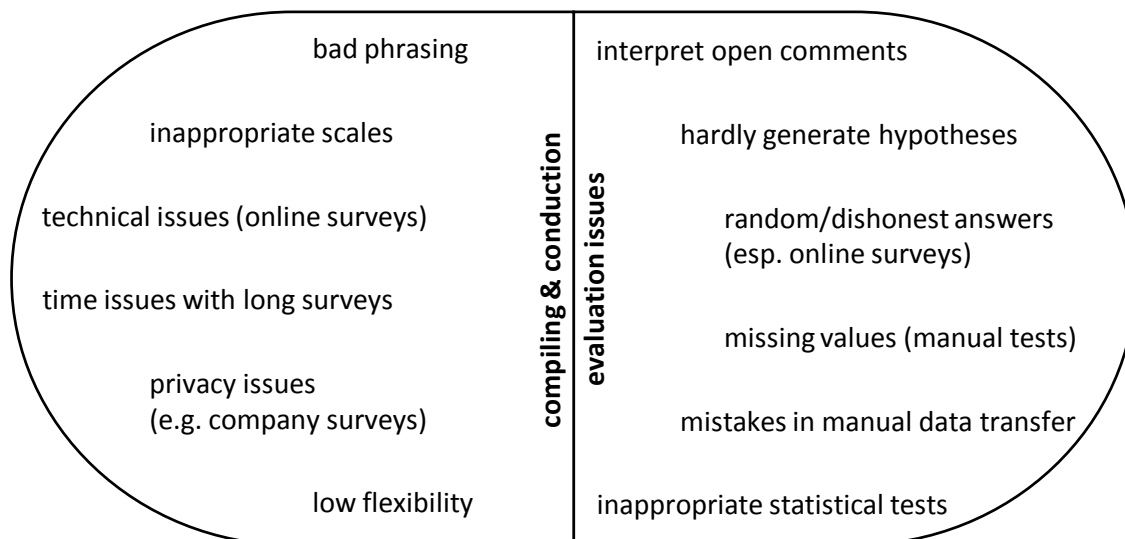 bad phrasing
inappropriate scales
technical issues (online surveys)
time issues with long surveys
privacy issues
(e.g. company surveys)
low flexibility
compiling & conduction
evaluation issues
interpret open comments
hardly generate hypotheses
random/dishonest answers
(esp. online surveys)
missing values (manual tests)
mistakes in manual data transfer
inappropriate statistical tests